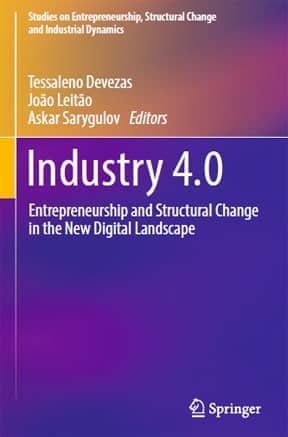 Studies on Entrepreneurship, Structural Change
and Industrial Dynamics
Tessaleno Devezas
João Leitão
Askar Sarygulov Editors
Industry 4.0
Entrepreneurship and Structural Change
in the New Digital Landscape
Springer